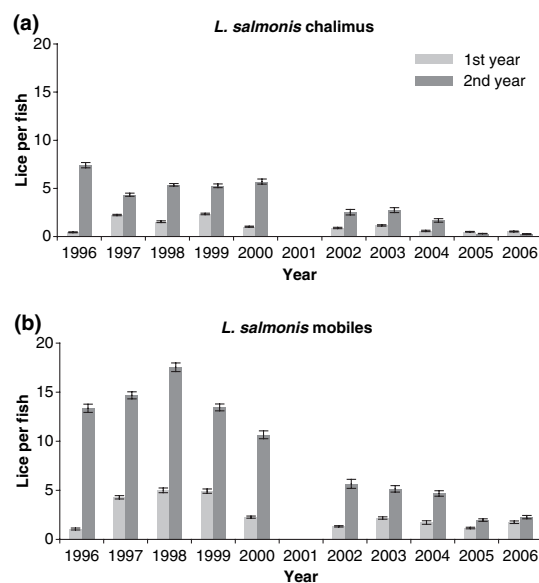 (a)
L. salmonis chalimus
20
15
10
5
0
Lice per fish
1st year
2nd year
1996 1997 1998 1999 2000 2001 2002 2003 2004 2005 2006
Year
(b)
L. salmonis mobiles
20
15
10
5
0
Lice per fish
1996 1997 1998 1999 2000 2001 2002 2003 2004 2005 2006
Year